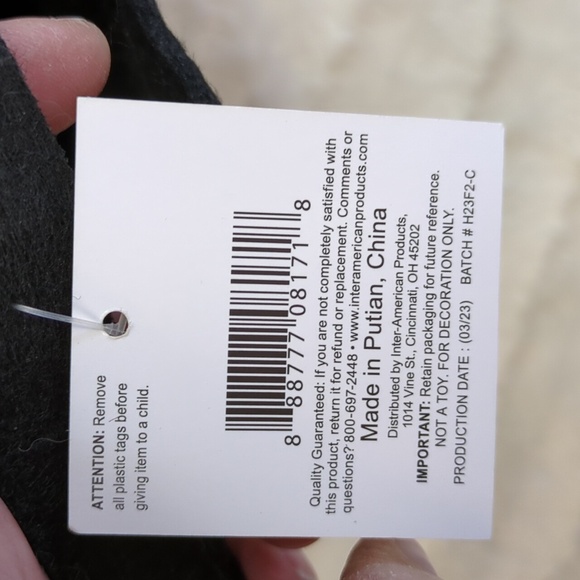 ATTENTION: Remove
all plastic tags before
giving item to a child.
8 88777 08171 8
Quality Guaranteed: If you are not completely satisfied with
this product, return it for refund or replacement. Comments or
questions? 800-697-2448 • www.interamericanproducts.com
Made in Putian, China
Distributed by Inter-American Products,
1014 Vine St., Cincinnati, OH 45202
IMPORTANT: Retain packaging for future reference.
NOT A TOY. FOR DECORATION ONLY.
PRODUCTION DATE : (03/23) BATCH # H23F2-C